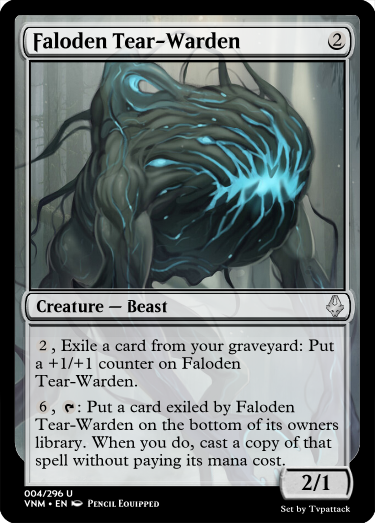 Faloden Tear-Warden 2
Creature — Beast
2, Exile a card from your graveyard: Put
a +1/+1 counter on Faloden
Tear-Warden.
6, : Put a card exiled by Faloden
Tear-Warden on the bottom of its owners
library. When you do, cast a copy of that
spell without paying its mana cost.
2/1
004/296 U
VNM • EN Pencil Equipped
Set by Tvpattack